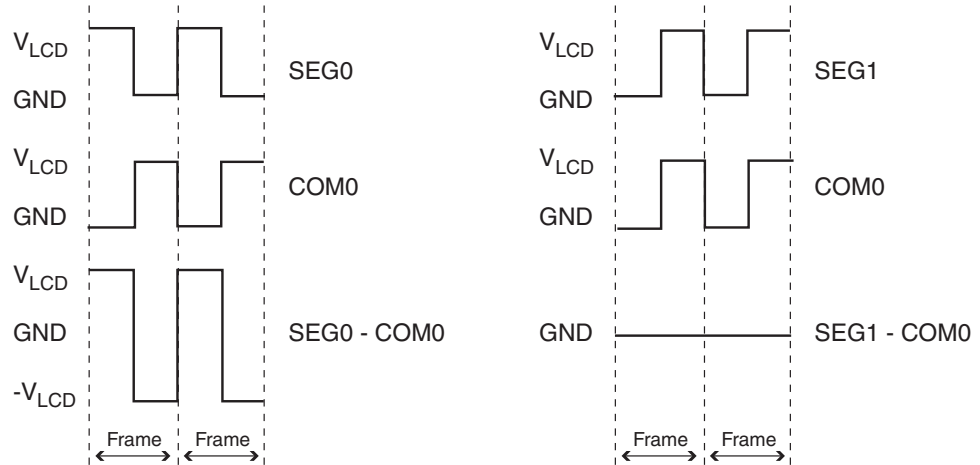 V_LCD
GND
SEG0
V_LCD
GND
COM0
V_LCD
GND
-V_LCD
SEG0 - COM0
Frame Frame
V_LCD
GND
SEG1
V_LCD
GND
COM0
GND
SEG1 - COM0
Frame Frame